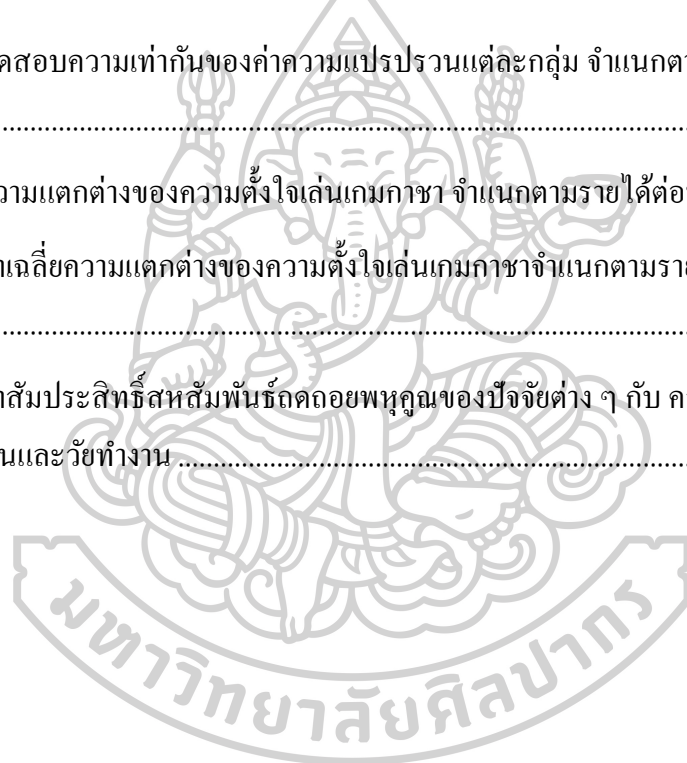 ดสอบความเท่ากันของค่าความแปรปรวนแต่ละกลุ่ม จำแนกต
................................................................................................
วามแตกต่างของความตั้งใจเล่นเกมกาชา จำแนกตามรายได้ต่อ
าเฉลี่ยความแตกต่างของความตั้งใจเล่นเกมกาชาจำแนกตามรา
................................................................................................
าสัมประสิทธิ์สหสัมพันธ์ถดถอยพหุคูณของปัจจัยต่าง ๆ กับ ค
นและวัยทำงาน ........................................................................
มหาวิทยาลัยศิลปากร